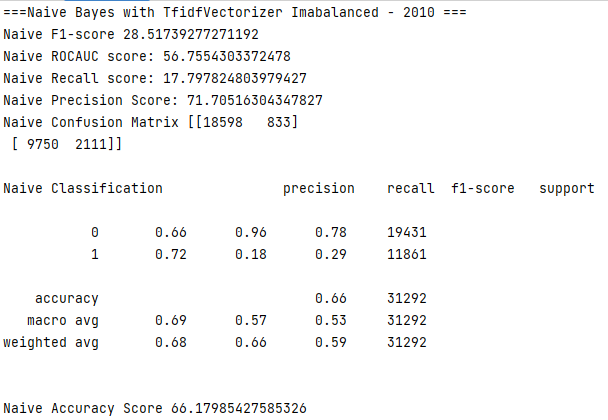 ===Naive Bayes with TfidfVectorizer Imabalanced - 2010 ===
Naive F1-score 28.51739277271192
Naive ROCAUC score: 56.7554303372478
Naive Recall score: 17.797824803979427
Naive Precision Score: 71.70516304347827
Naive Confusion Matrix [[18598   833]
 [ 9750  2111]]
Naive Classification               precision    recall  f1-score   support
           0       0.66      0.96      0.78     19431
           1       0.72      0.18      0.29     11861
    accuracy                           0.66     31292
   macro avg       0.69      0.57      0.53     31292
weighted avg       0.68      0.66      0.59     31292
Naive Accuracy Score 66.17985427585326